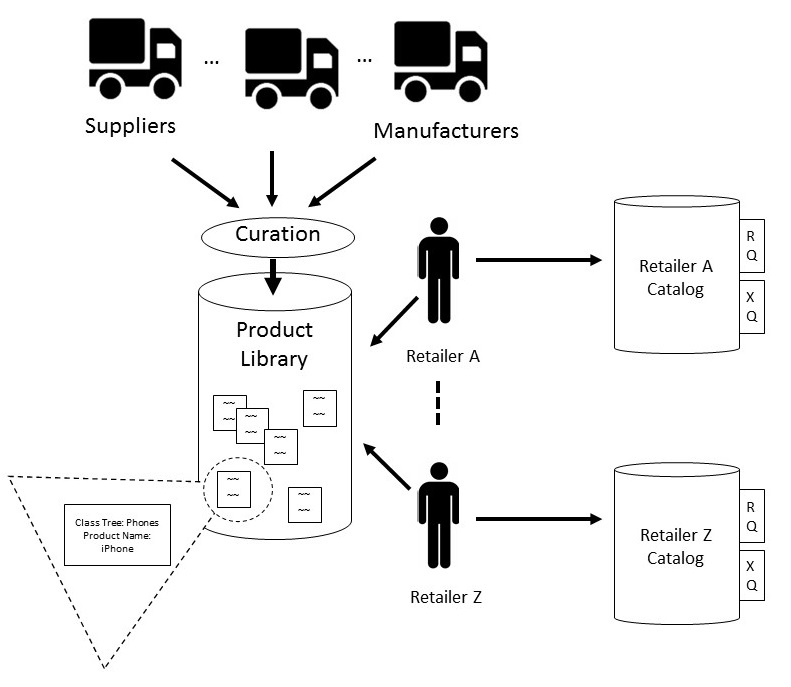 ... ...
Suppliers
Manufacturers
Curation
Product
Library
~~
~~
~~
~~
~~
~~
~~
~~
~~
~~
~~
~~
Class Tree: Phones
Product Name:
iPhone
Retailer A
Retailer Z
Retailer A
Catalog
R
Q
X
Q
Retailer Z
Catalog
R
Q
X
Q